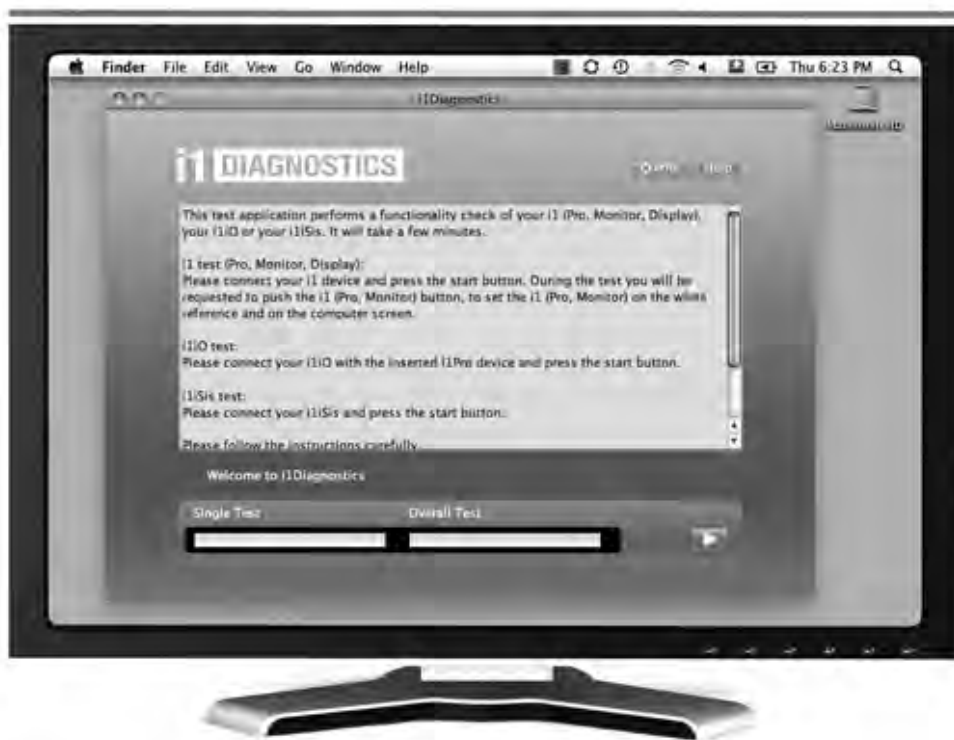 Finder File Edit View Go Window Help Thu 6:23 PM
i1Diagnostics
i1 DIAGNOSTICS
Help
This test application performs a functionality check of your i1 (Pro, Monitor, Display),
your i1iO or your i1iSis. It will take a few minutes.
i1 test (Pro, Monitor, Display):
Please connect your i1 device and press the start button. During the test you will be
requested to push the i1 (Pro, Monitor) button, to set the i1 (Pro, Monitor) on the white
reference and on the computer screen.
i1iO test:
Please connect your i1iO with the inserted i1Pro device and press the start button.
i1iSis test:
Please connect your i1iSis and press the start button.
Please follow the instructions carefully
Welcome to i1Diagnostics
Single Test Overall Test